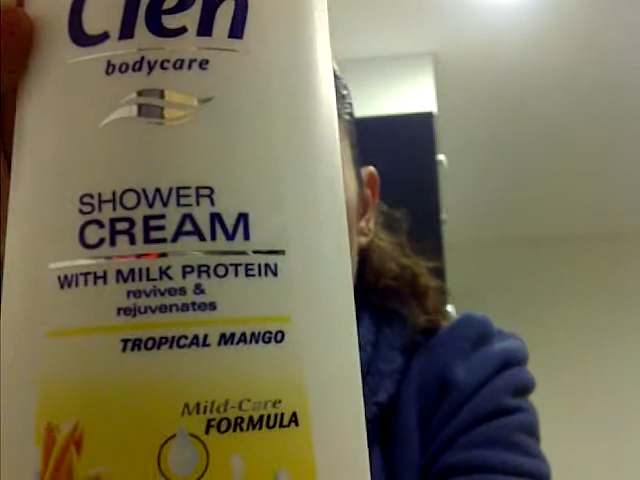 Cien
bodycare
SHOWER
CREAM
WITH MILK PROTEIN
revives &
rejuvenates
TROPICAL MANGO
Mild-Care
FORMULA